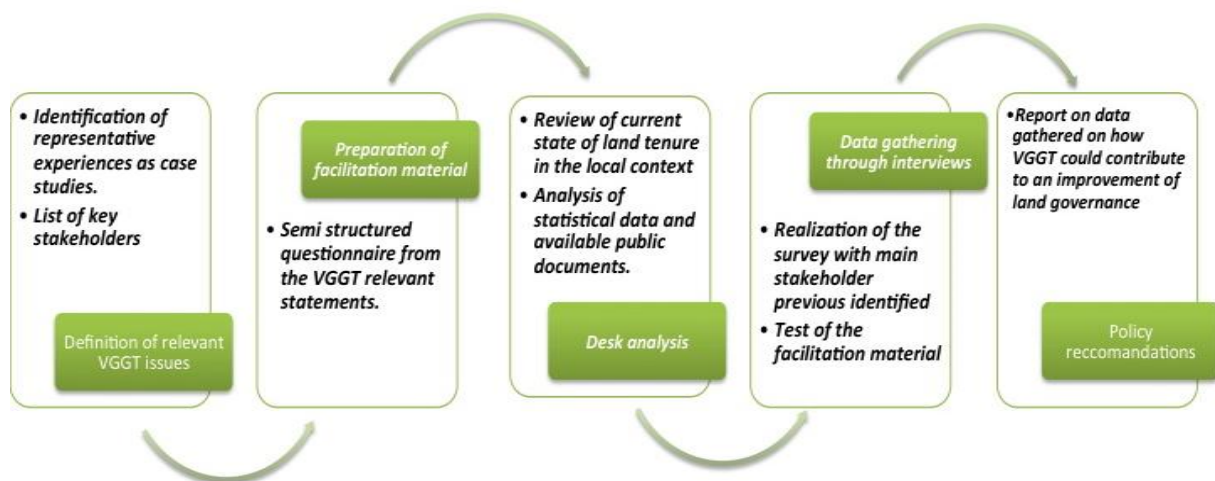 • Identification of
representative
experiences as case
studies.
• List of key
stakeholders
Definition of relevant
VGGT issues
Preparation of
facilitation material
• Semi structured
questionnaire from
the VGGT relevant
statements.
• Review of current
state of land tenure
in the local context
• Analysis of
statistical data and
available public
documents.
Desk analysis
Data gathering
through interviews
• Realization of the
survey with main
stakeholder
previous identified
• Test of the
facilitation material
• Report on data
gathered on how
VGGT could contribute
to an improvement of
land governance
Policy
reccomandations